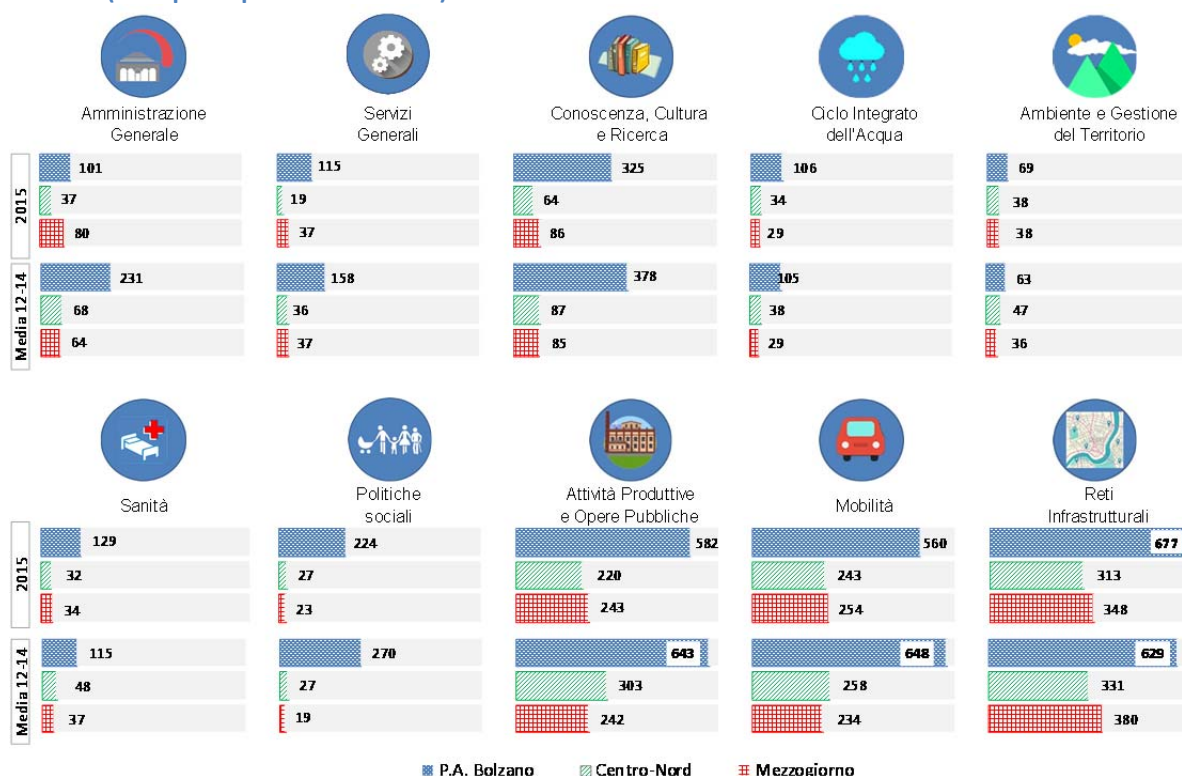 Amministrazione
Generale
Servizi
Generali
Conoscenza, Cultura
e Ricerca
Ciclo Integrato
dell'Acqua
Ambiente e Gestione
del Territorio
2015
101
37
80
115
19
37
325
64
86
106
34
29
69
38
38
Media 12-14
231
68
64
158
36
37
378
87
85
105
38
29
63
47
36
Sanità
Politiche
sociali
Attività Produttive
e Opere Pubbliche
Mobilità
Reti
Infrastrutturali
2015
129
32
34
224
27
23
582
220
243
560
243
254
677
313
348
Media 12-14
115
48
37
270
27
19
643
303
242
648
258
234
629
331
380
P.A. Bolzano
Centro-Nord
Mezzogiorno